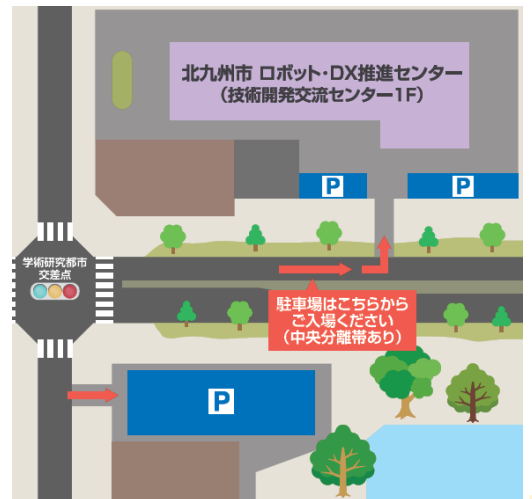 北九州市 ロボット・DX推進センター
（技術開発交流センター1F）
P
P
学術研究都市
交差点
駐車場はこちらから
ご入場ください
（中央分離帯あり）
P